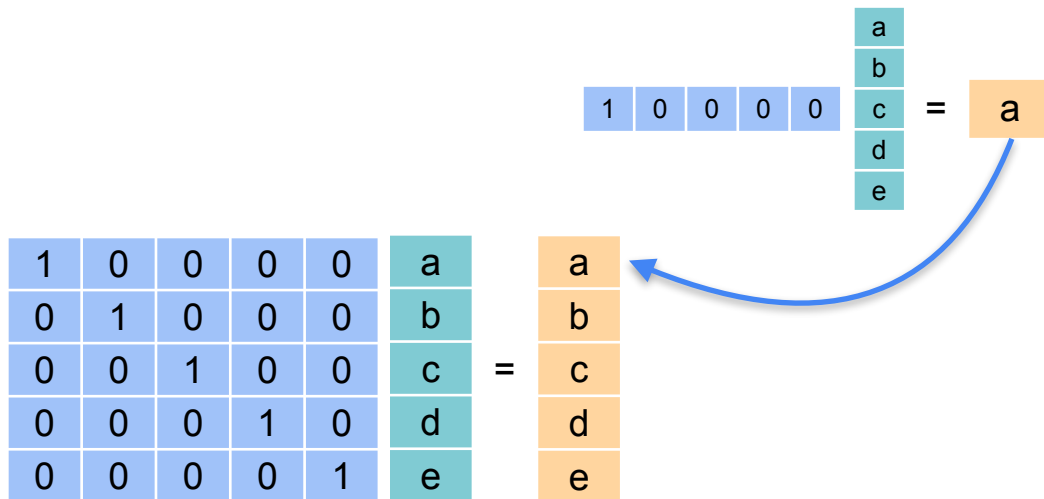 a
b
1 0 0 0 0 c = a
d
e
1 0 0 0 0 a a
0 1 0 0 0 b b
0 0 1 0 0 c = c
0 0 0 1 0 d d
0 0 0 0 1 e e